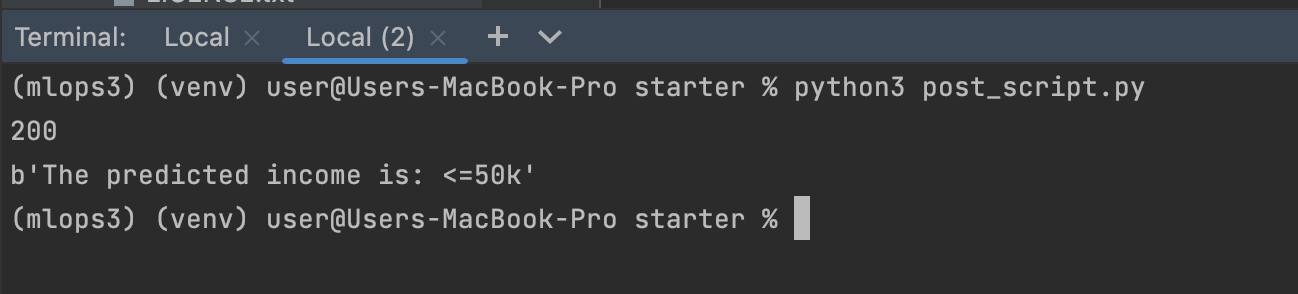 Terminal: Local × Local (2) × +
(mlops3) (venv) user@Users-MacBook-Pro starter % python3 post_script.py
200
b'The predicted income is: <=50k'
(mlops3) (venv) user@Users-MacBook-Pro starter %